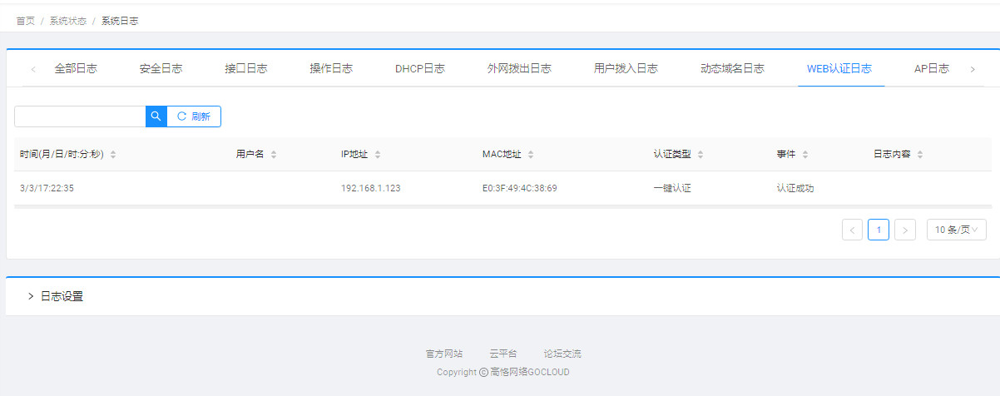 首页 / 系统状态 / 系统日志
全部日志 安全日志 接口日志 操作日志 DHCP日志 外网拨出日志 用户拨入日志 动态域名日志 WEB认证日志 AP日志
刷新
时间(月/日/时:分:秒) 用户名 IP地址 MAC地址 认证类型 事件 日志内容
3/3/17:22:35 192.168.1.123 E0:3F:49:4C:38:69 一键认证 认证成功
1 10 条/页
日志设置
官方网站 云平台 论坛交流
Copyright © 高恪网络GOCLOUD